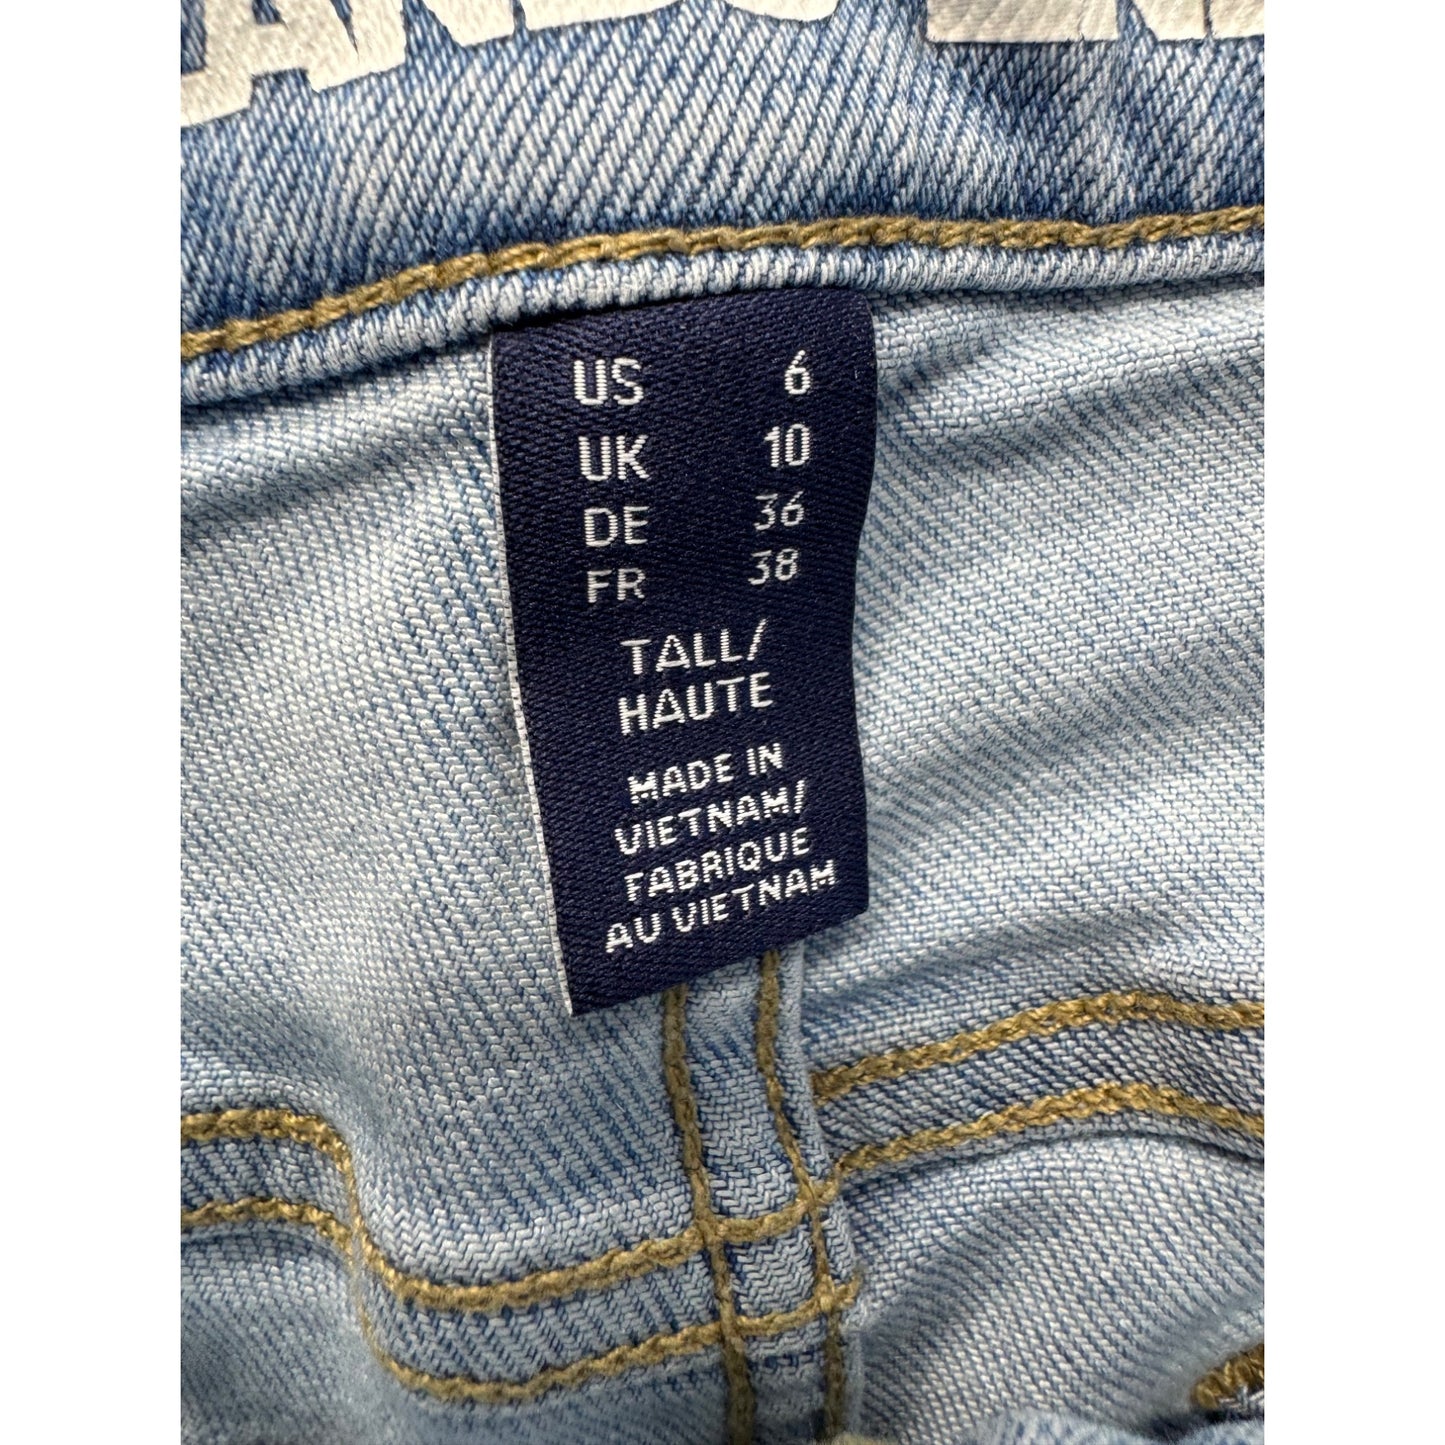 US 6
UK 10
DE 36
FR 38
TALL/
HAUTE
MADE IN
VIETNAM/
FABRIQUE
AU VIETNAM